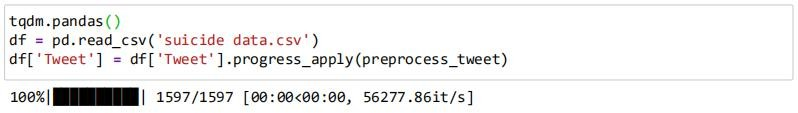 tqdm.pandas()
df = pd.read_csv('suicide data.csv')
df['Tweet'] = df['Tweet'].progress_apply(preprocess_tweet)
100%|██████████| 1597/1597 [00:00<00:00, 56277.86it/s]